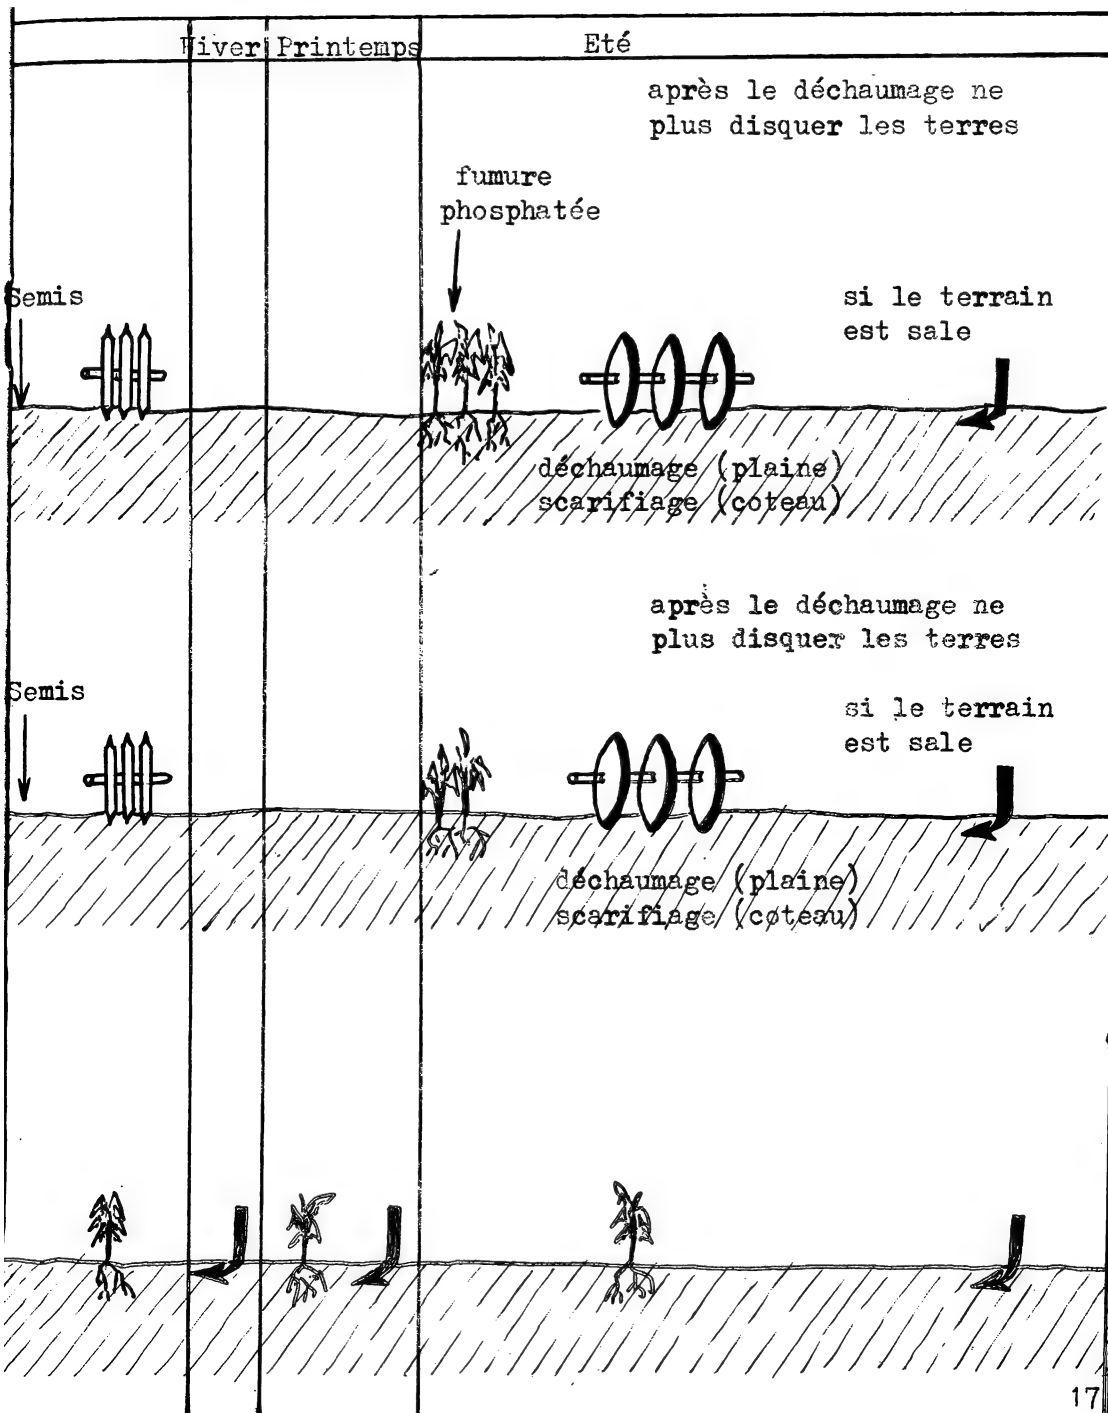 Hiver Printemps Eté
après le déchaumage ne
plus disquer les terres
fumure
phosphatée
Semis
si le terrain
est sale
déchaumage (plaine)
scarifiage (coteau)
après le déchaumage ne
plus disquer les terres
Semis
si le terrain
est sale
déchaumage (plaine)
scarifiage (coteau)
17